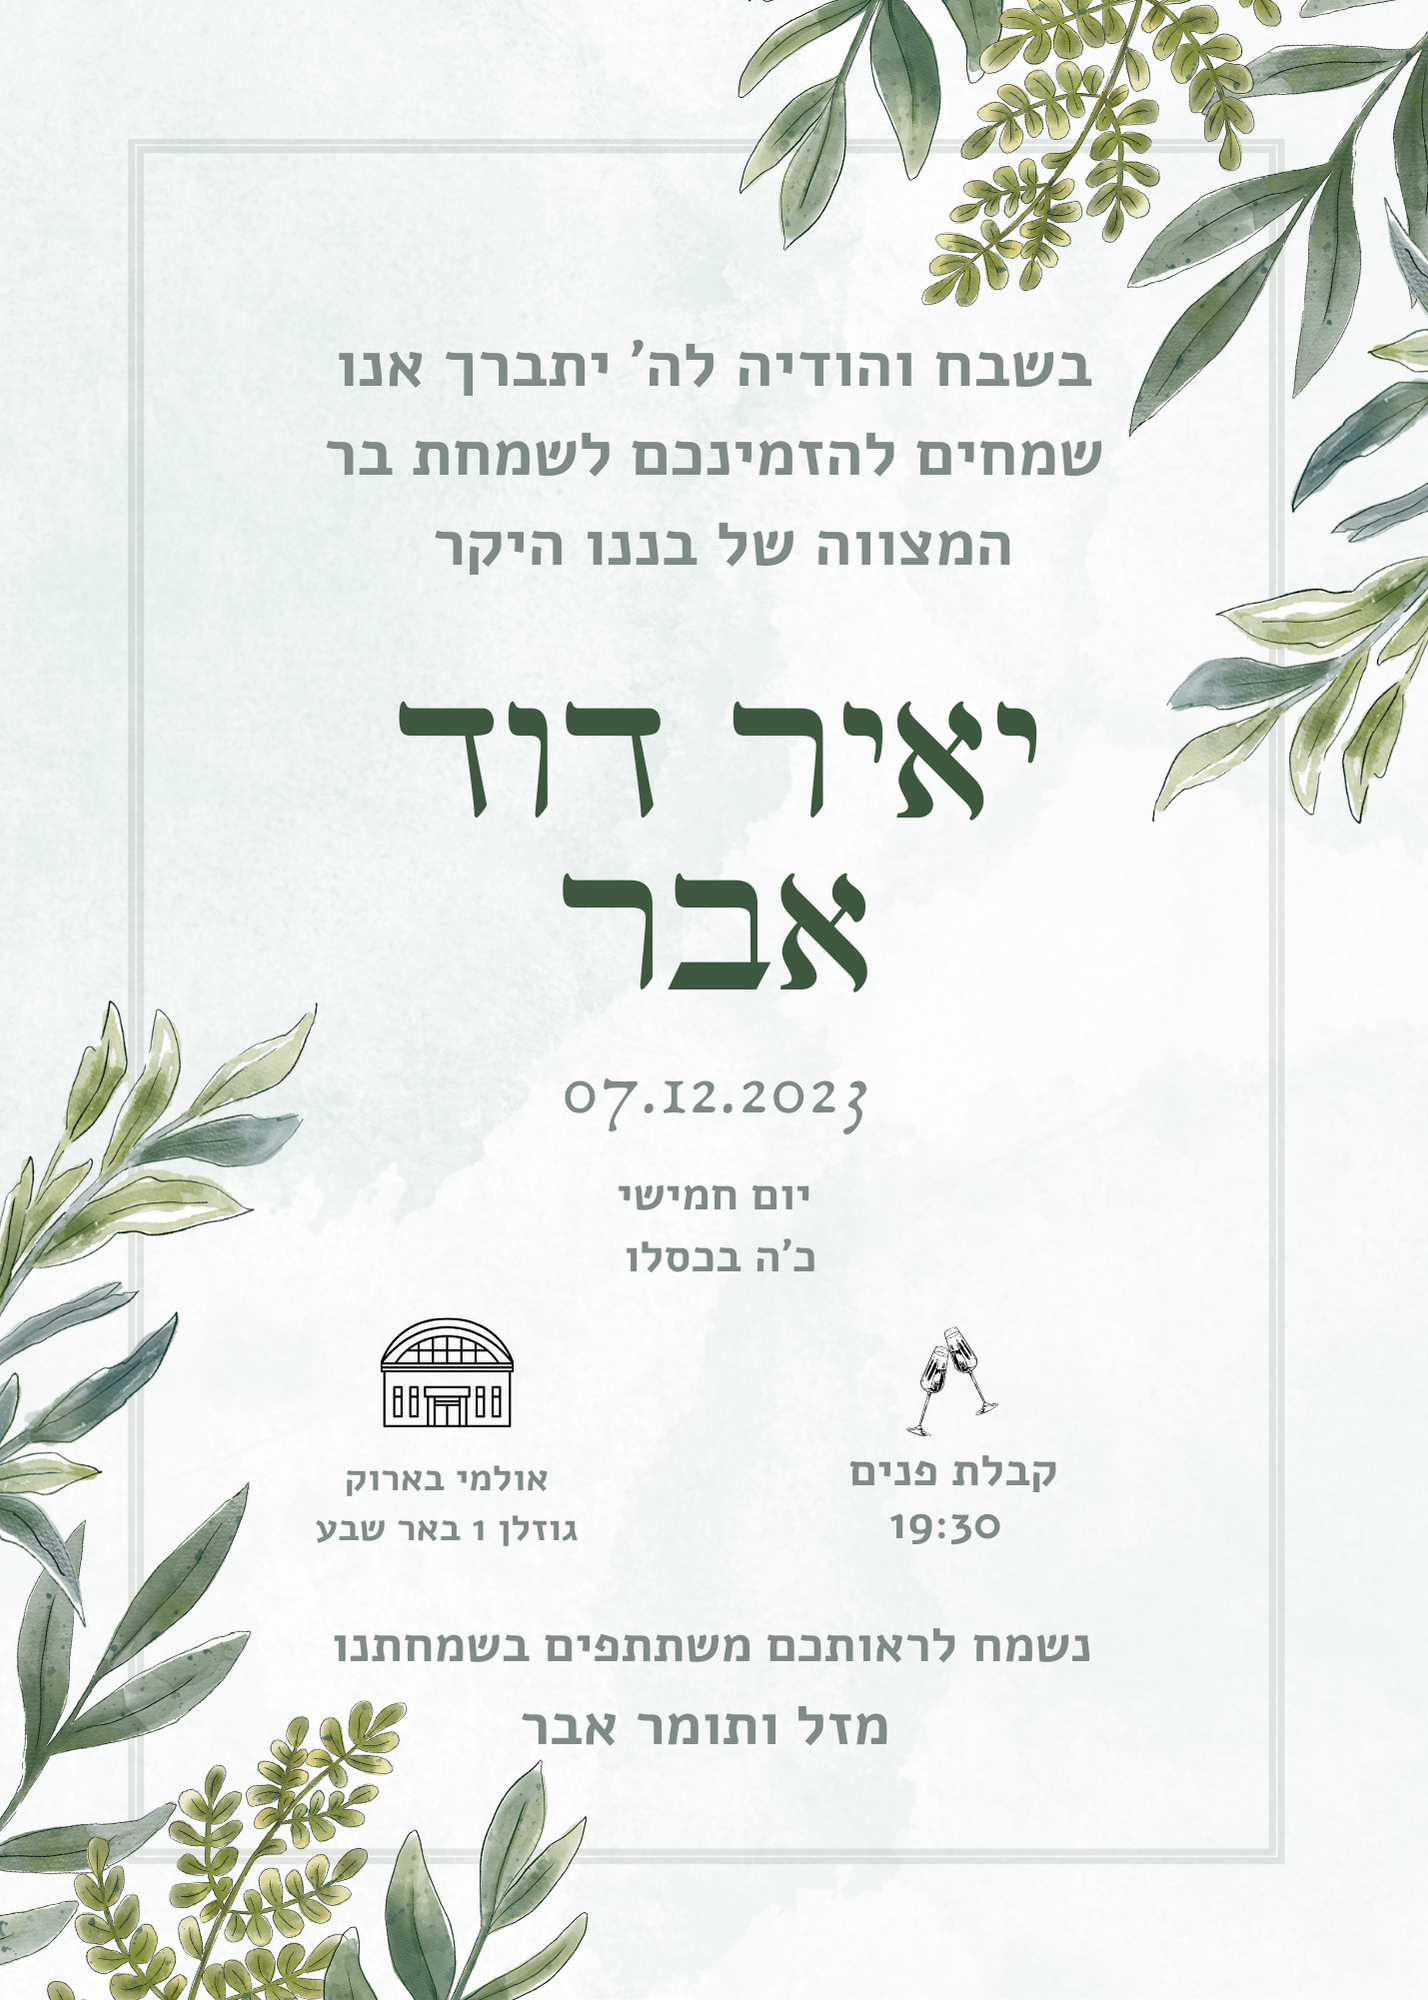 בשבח והודיה לה' יתברך אנו
שמחים להזמינכם לשמחת בר
המצווה של בננו היקר
יאיר דוד
אבר
07.12.2023
יום חמישי
כ'ה בכסלו
קבלת פנים
19:30
אולמי בארוק
גוזלן 1 באר שבע
נשמח לראותכם משתתפים בשמחתנו
מזל ותומר אבר